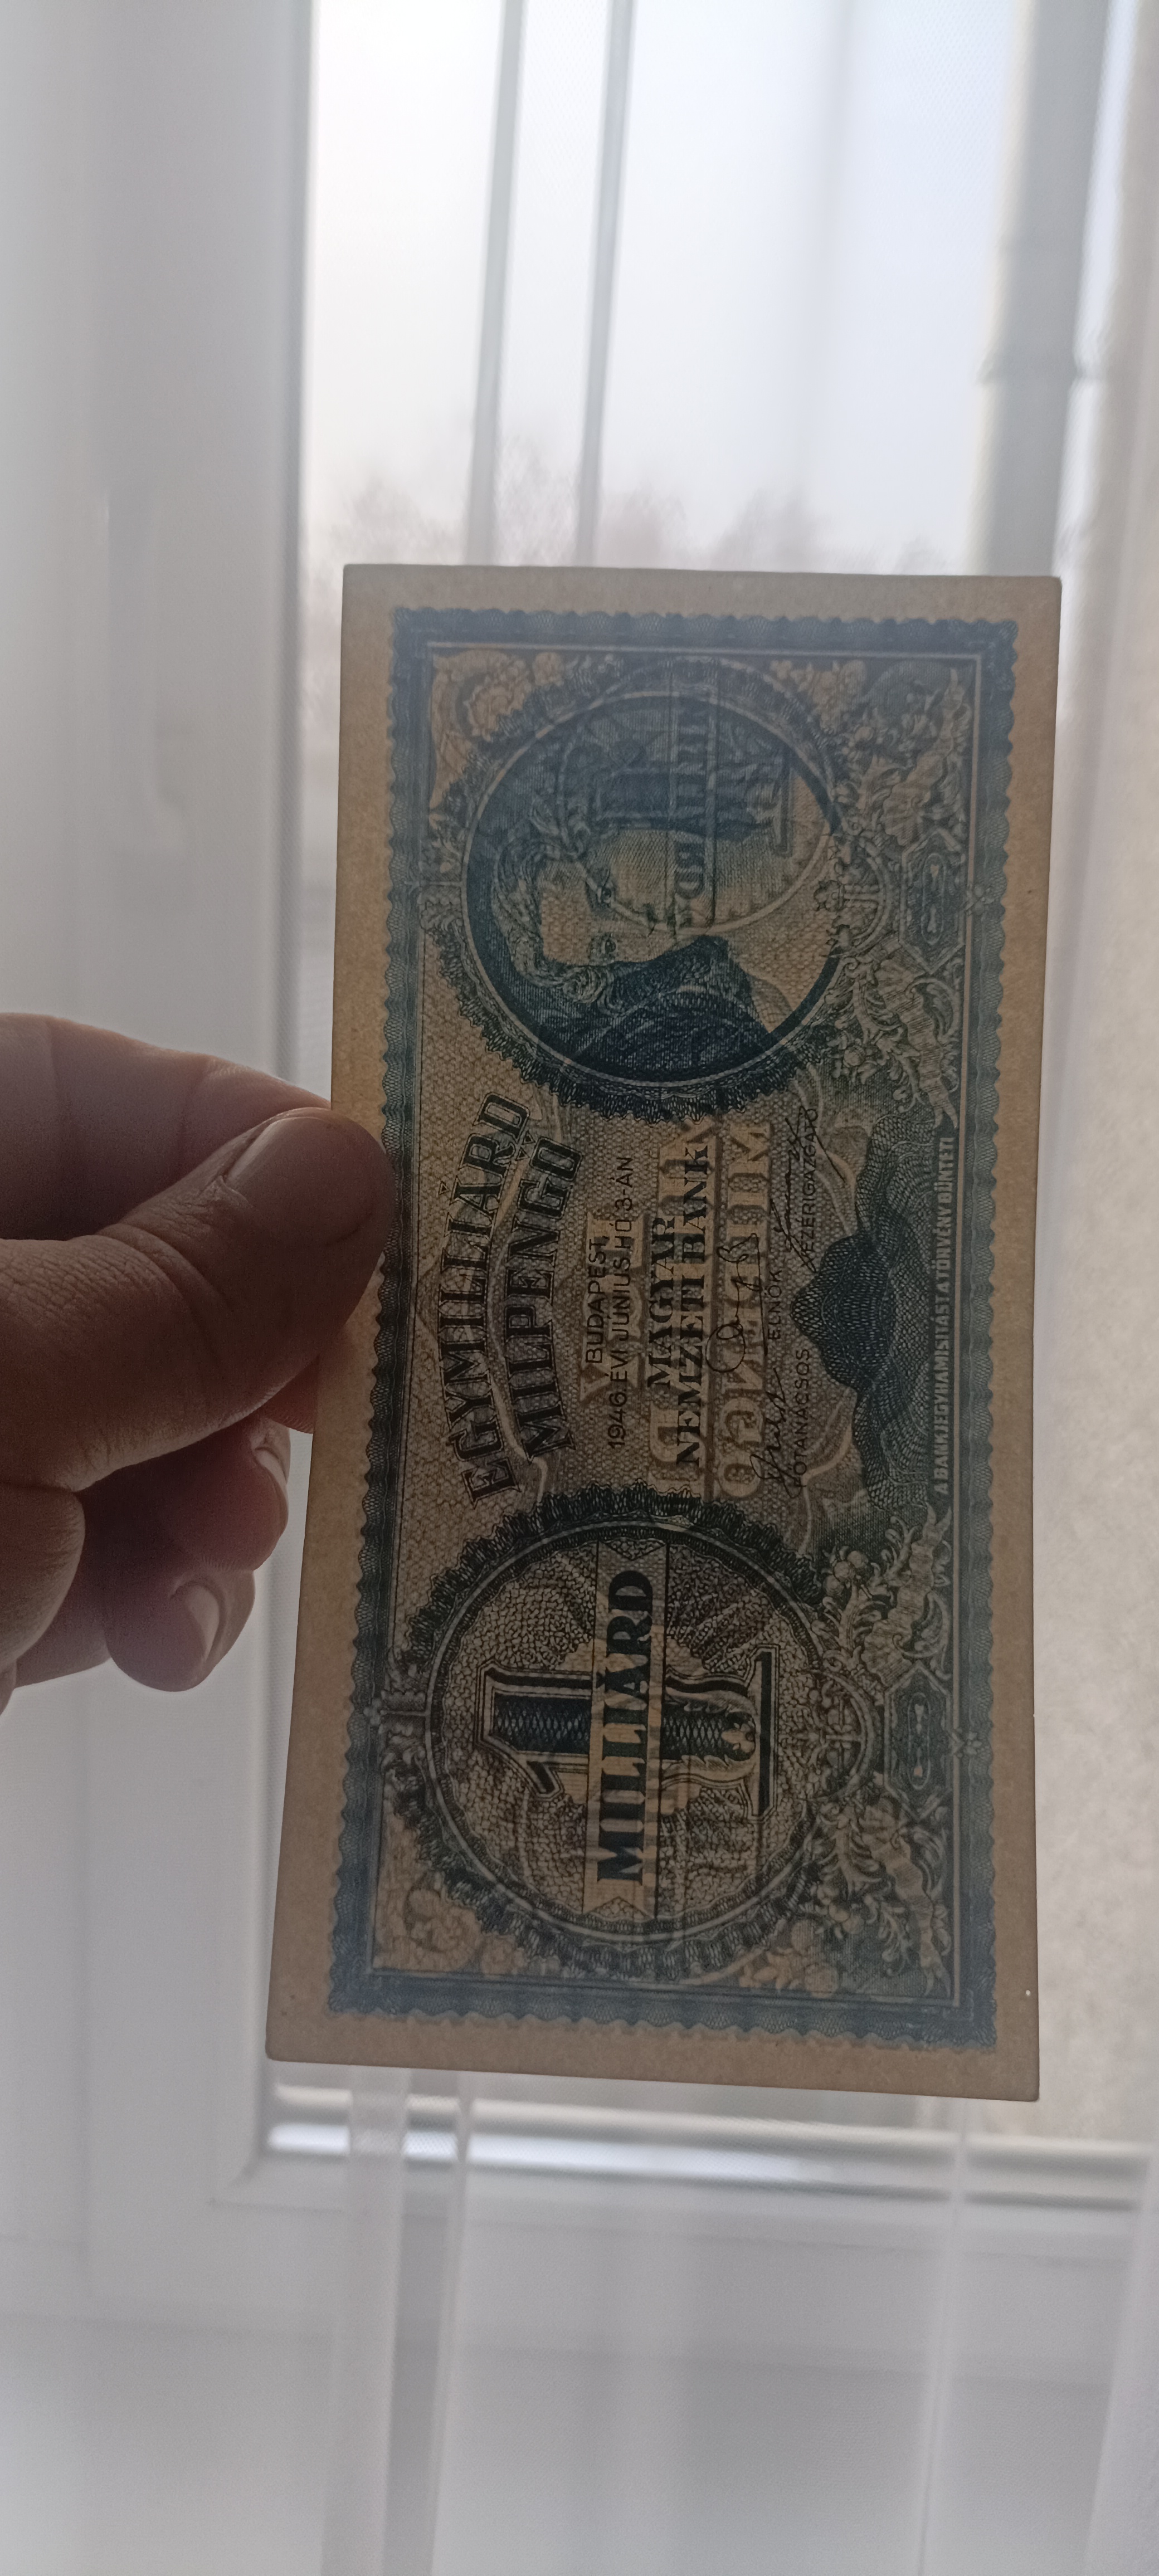 EGYMILLIÁRD
MILPENGŐ
BUDAPEST,
1946. ÉVI JÚNIUS HÓ 3-ÁN
MAGYAR
NEMZETI BANK
FŐTANÁCSOS ELNÖK VEZÉRIGAZGATÓ
1
MILLIÁRD
A BANKJEGYHAMISITÁST A TÖRVÉNY BÜNTETI